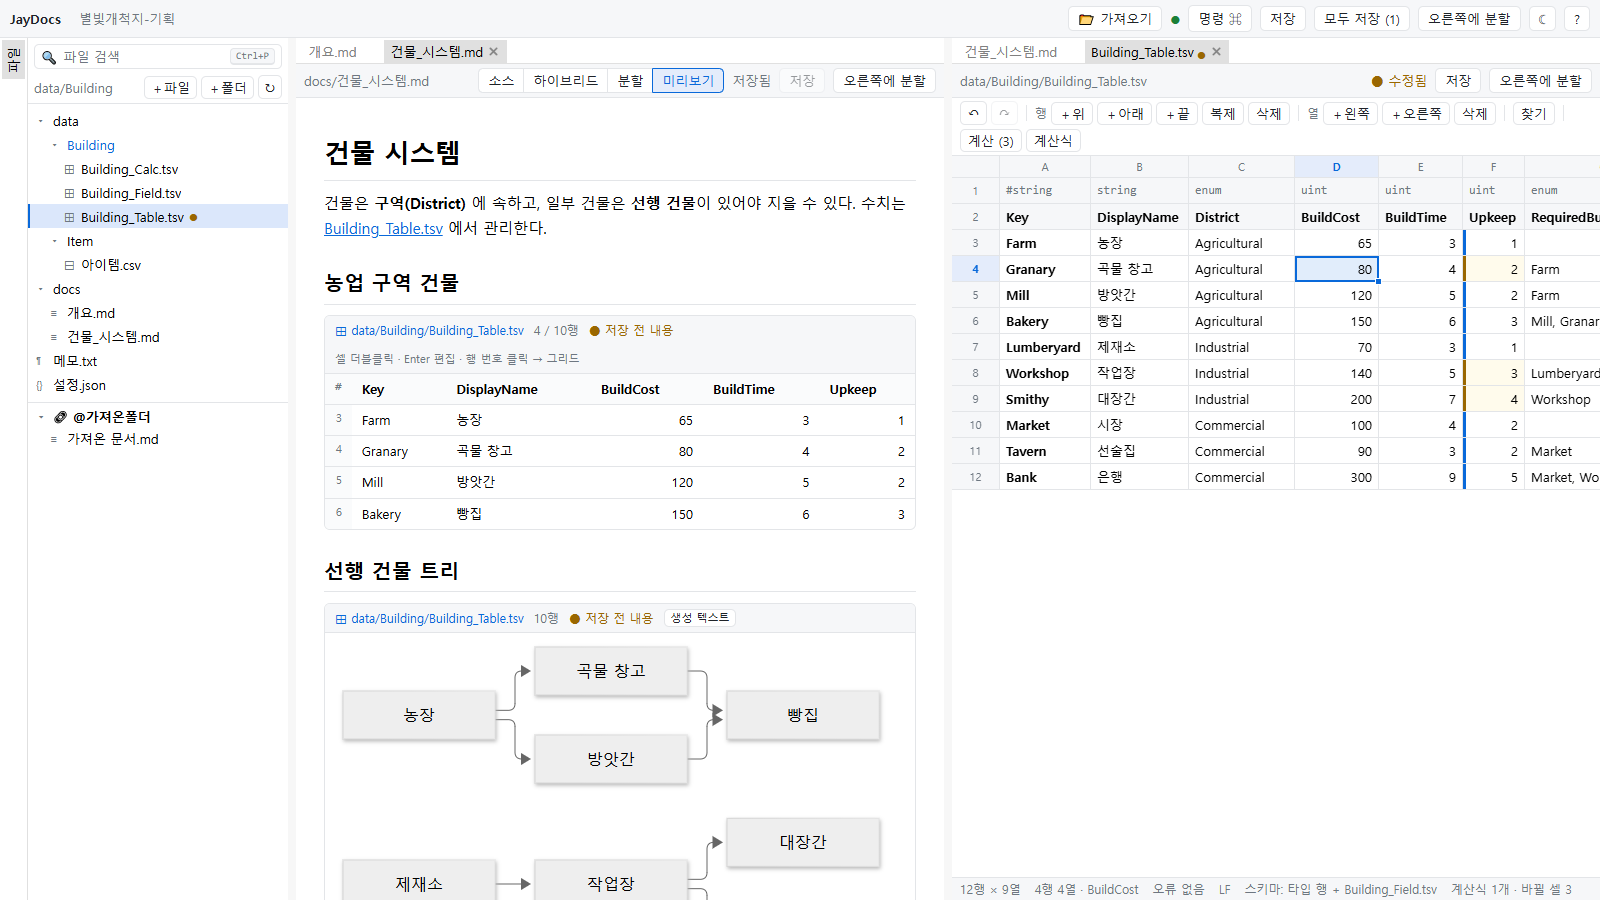 JayDocs 별빛개척지-기획 가져오기 명령 ⌘ 저장 모두 저장 (1) 오른쪽에 분할 ☾ ?
파일
파일 검색 Ctrl+P
data/Building +파일 +폴더 ↻
data
Building
Building_Calc.tsv
Building_Field.tsv
Building_Table.tsv
Item
아이템.csv
docs
개요.md
건물_시스템.md
메모.txt
{} 설정.json
@가져온폴더
가져온 문서.md
개요.md 건물_시스템.md ✕
docs/건물_시스템.md 소스 하이브리드 분할 미리보기 저장됨 저장 오른쪽에 분할
건물 시스템
건물은 구역(District) 에 속하고, 일부 건물은 선행 건물이 있어야 지을 수 있다. 수치는
Building_Table.tsv 에서 관리한다.
농업 구역 건물
data/Building/Building_Table.tsv 4 / 10행 저장 전 내용
셀 더블클릭 · Enter 편집 · 행 번호 클릭 → 그리드
# Key DisplayName BuildCost BuildTime Upkeep
3 Farm 농장 65 3 1
4 Granary 곡물 창고 80 4 2
5 Mill 방앗간 120 5 2
6 Bakery 빵집 150 6 3
선행 건물 트리
data/Building/Building_Table.tsv 10행 저장 전 내용 생성 텍스트
곡물 창고
농장
빵집
방앗간
대장간
제재소
작업장
건물_시스템.md Building_Table.tsv ● ✕
data/Building/Building_Table.tsv 수정됨 저장 오른쪽에 분할
↶ ↷ 행 +위 +아래 +끝 복제 삭제 열 +왼쪽 +오른쪽 삭제 찾기
계산 (3) 계산식
A B C D E F
1 #string string enum uint uint uint enum
2 Key DisplayName District BuildCost BuildTime Upkeep RequiredBu
3 Farm 농장 Agricultural 65 3 1
4 Granary 곡물 창고 Agricultural 80 4 2 Farm
5 Mill 방앗간 Agricultural 120 5 2 Farm
6 Bakery 빵집 Agricultural 150 6 3 Mill, Granar
7 Lumberyard 제재소 Industrial 70 3 1
8 Workshop 작업장 Industrial 140 5 3 Lumberyard
9 Smithy 대장간 Industrial 200 7 4 Workshop
10 Market 시장 Commercial 100 4 2
11 Tavern 선술집 Commercial 90 3 2 Market
12 Bank 은행 Commercial 300 9 5 Market, Wo
12행 × 9열 4행 4열 · BuildCost 오류 없음 LF 스키마: 타입 행 + Building_Field.tsv 계산식 1개 · 바뀔 셀 3